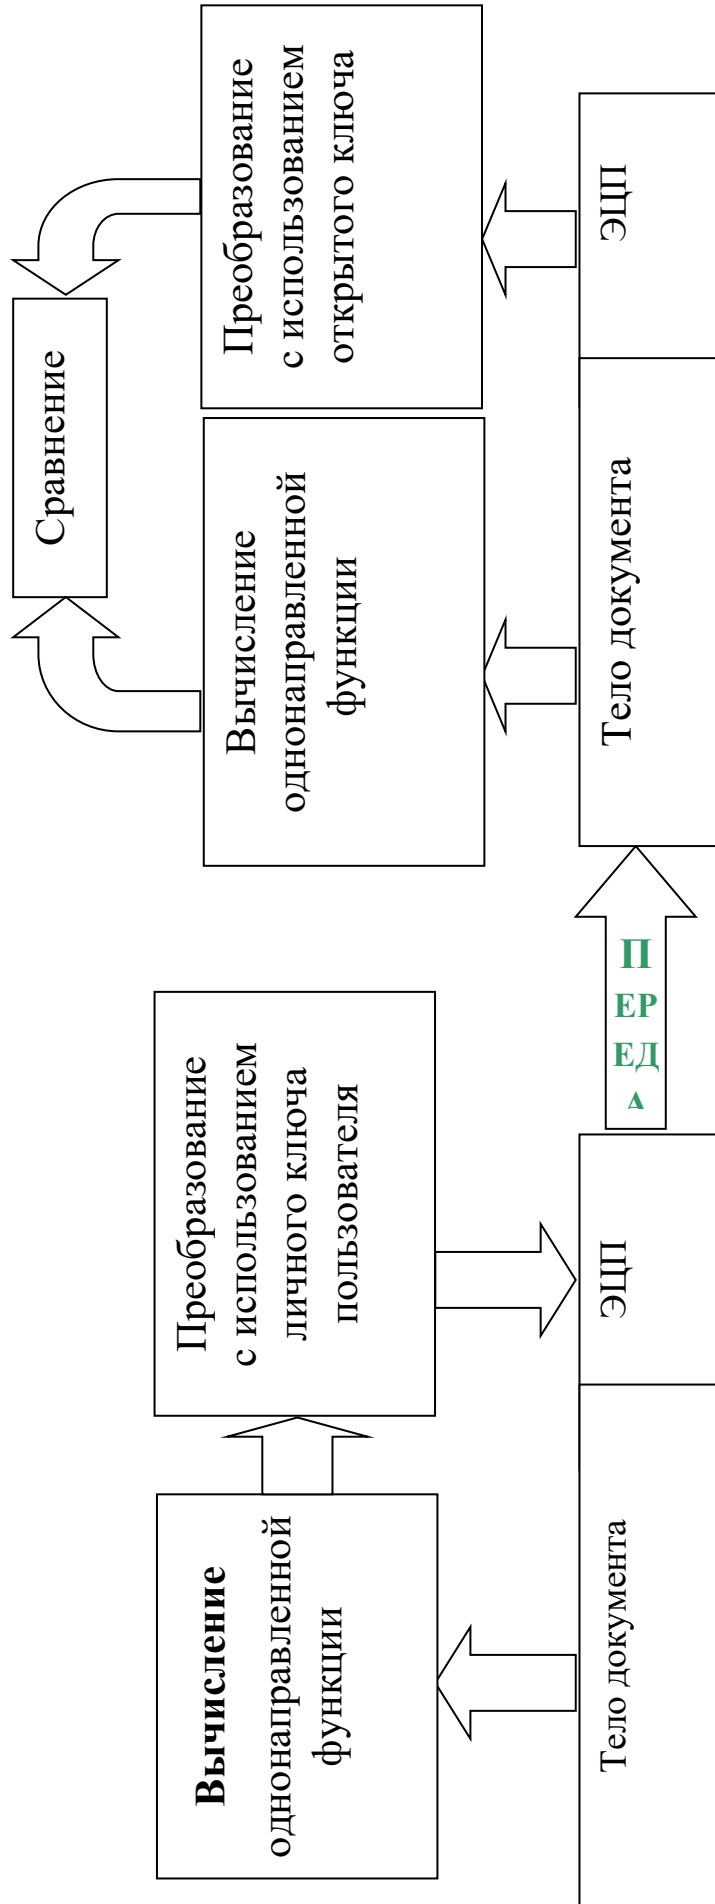 Вычисление
однонаправленной
функции
Преобразование
с использованием
личного ключа
пользователя
Тело документа
ЭЦП
П
ЕР
ЕД
А
Сравнение
Вычисление
однонаправленной
функции
Преобразование
с использованием
открытого ключа
Тело документа
ЭЦП